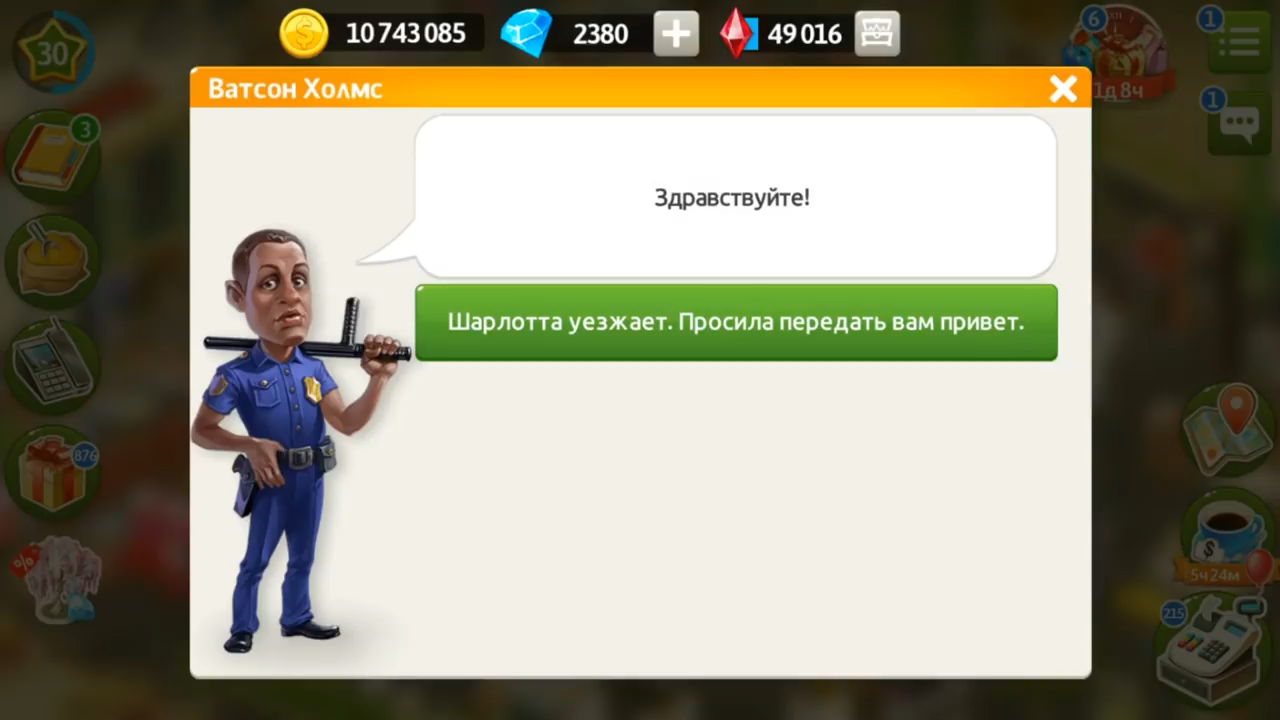 30
10 743 085
2380
49 016
6
1
1д 8ч
1
3
Ватсон Холмс
Здравствуйте!
Шарлотта уезжает. Просила передать вам привет.
876
%
$
5ч 24м
215